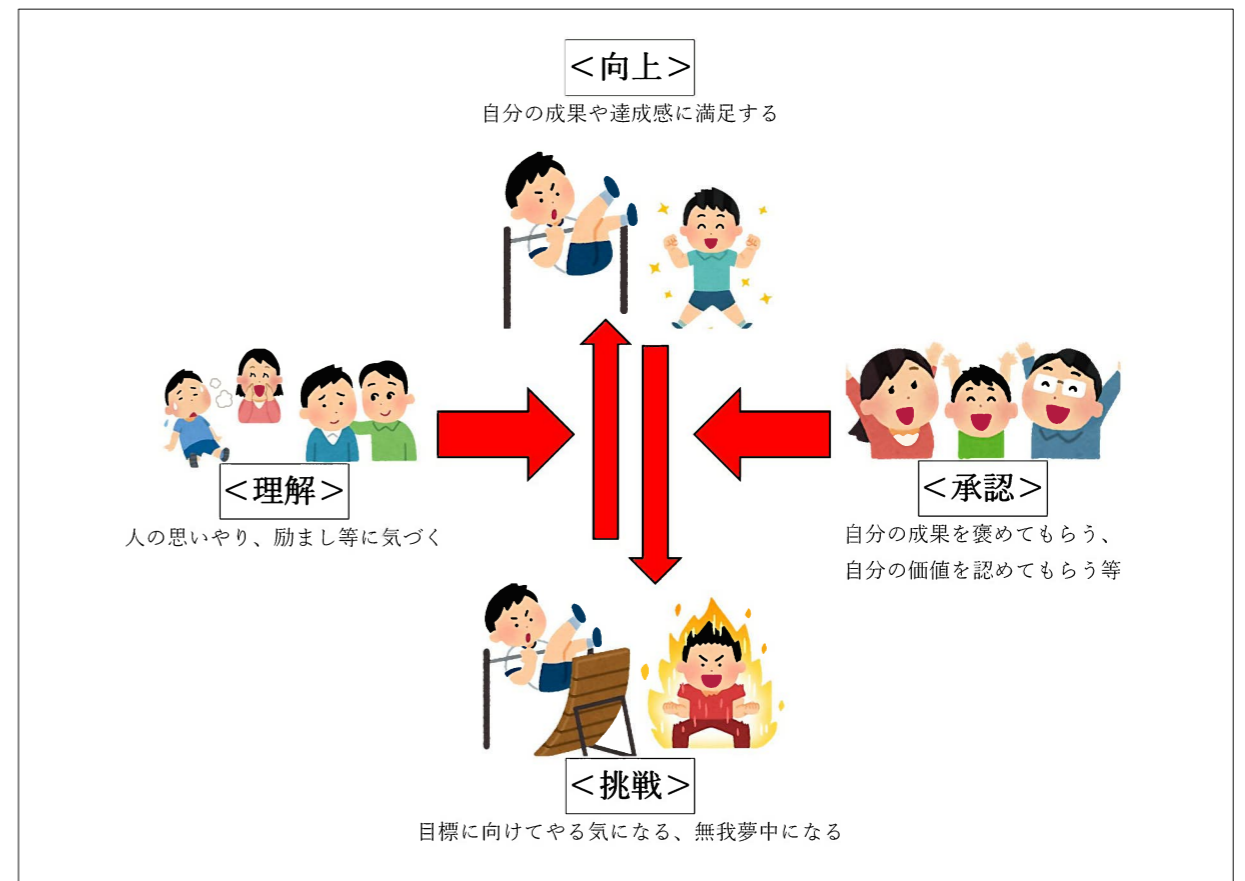 ＜向上＞
自分の成果や達成感に満足する
＜理解＞
人の思いやり、励まし等に気づく
＜承認＞
自分の成果を褒めてもらう、
自分の価値を認めてもらう等
＜挑戦＞
目標に向けてやる気になる、無我夢中になる